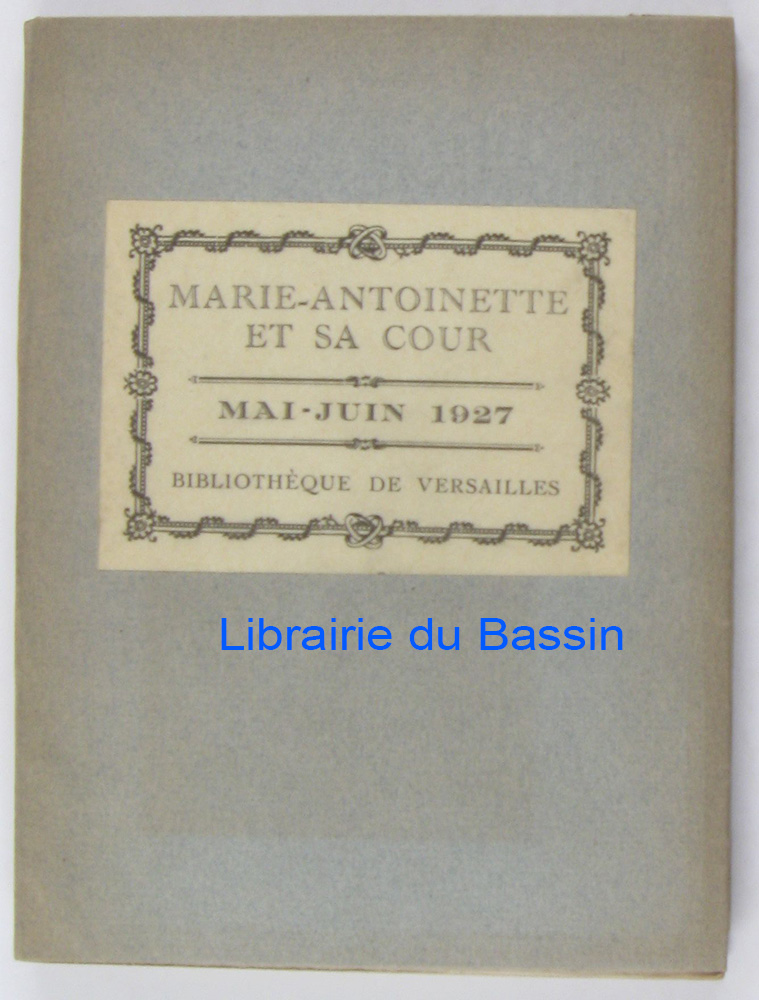 MARIE-ANTOINETTE
ET SA COUR
MAI-JUIN 1927
BIBLIOTHÈQUE DE VERSAILLES
Librairie du Bassin